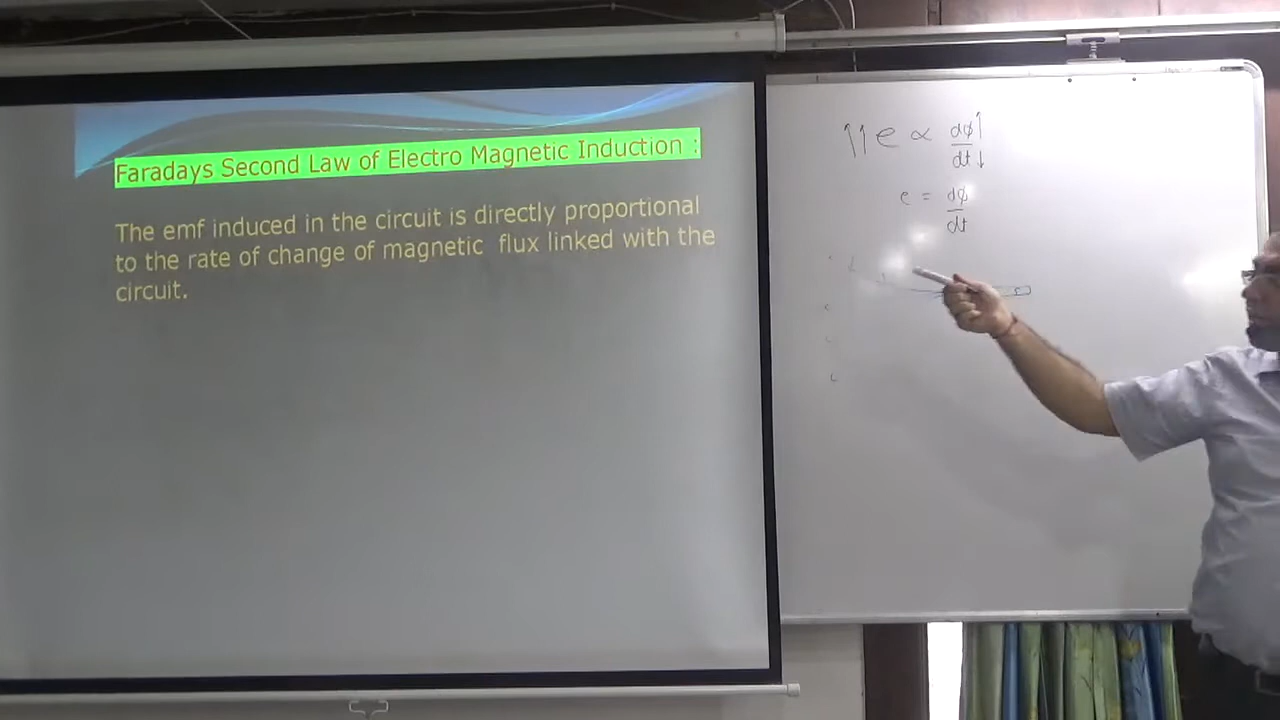 Faradays Second Law of Electro Magnetic Induction :
The emf induced in the circuit is directly proportional
to the rate of change of magnetic flux linked with the
circuit.
↑↑ e ∝ dϕ↑
dt↓
e = dϕ
dt